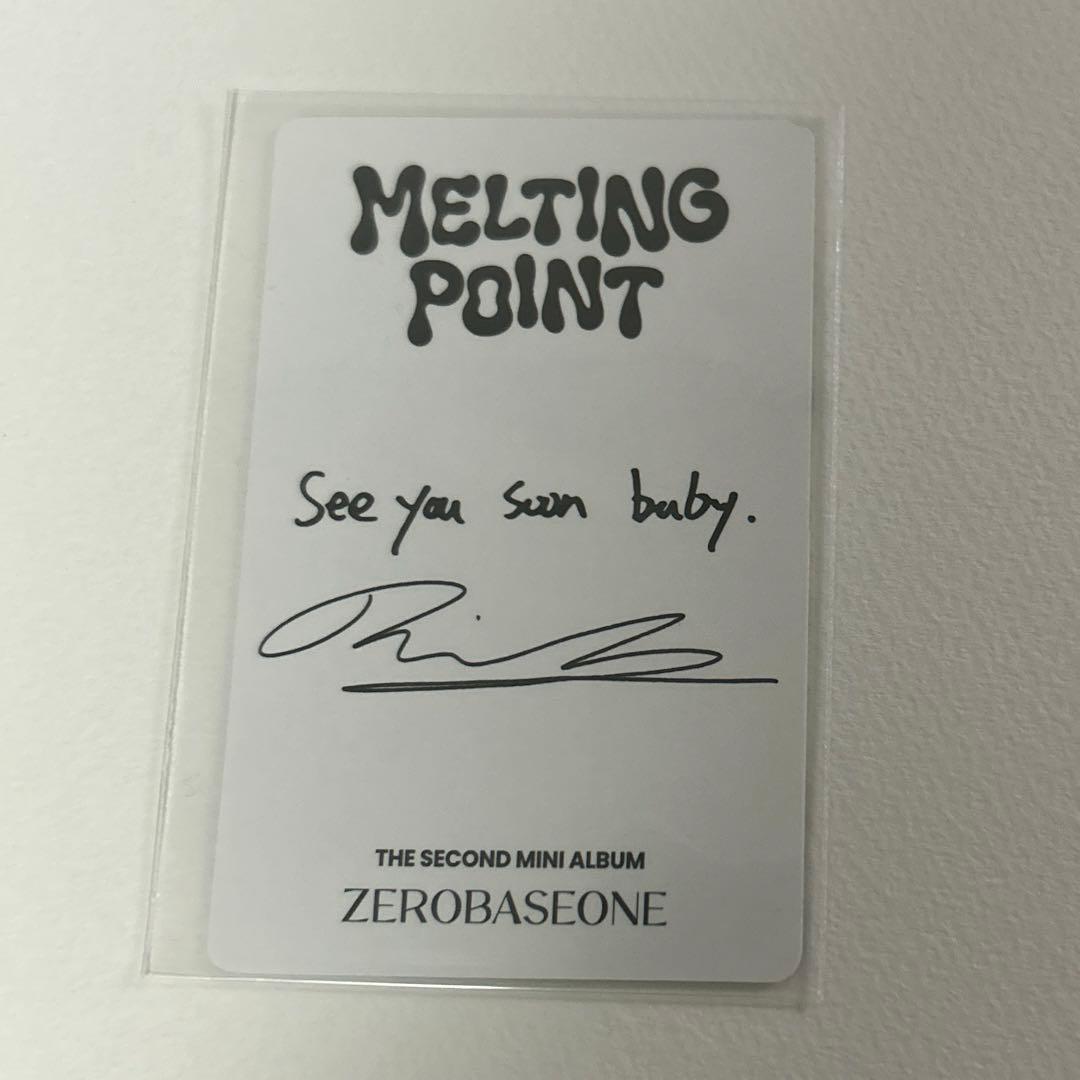 MELTING
POINT
See you soon baby.
THE SECOND MINI ALBUM
ZEROBASEONE